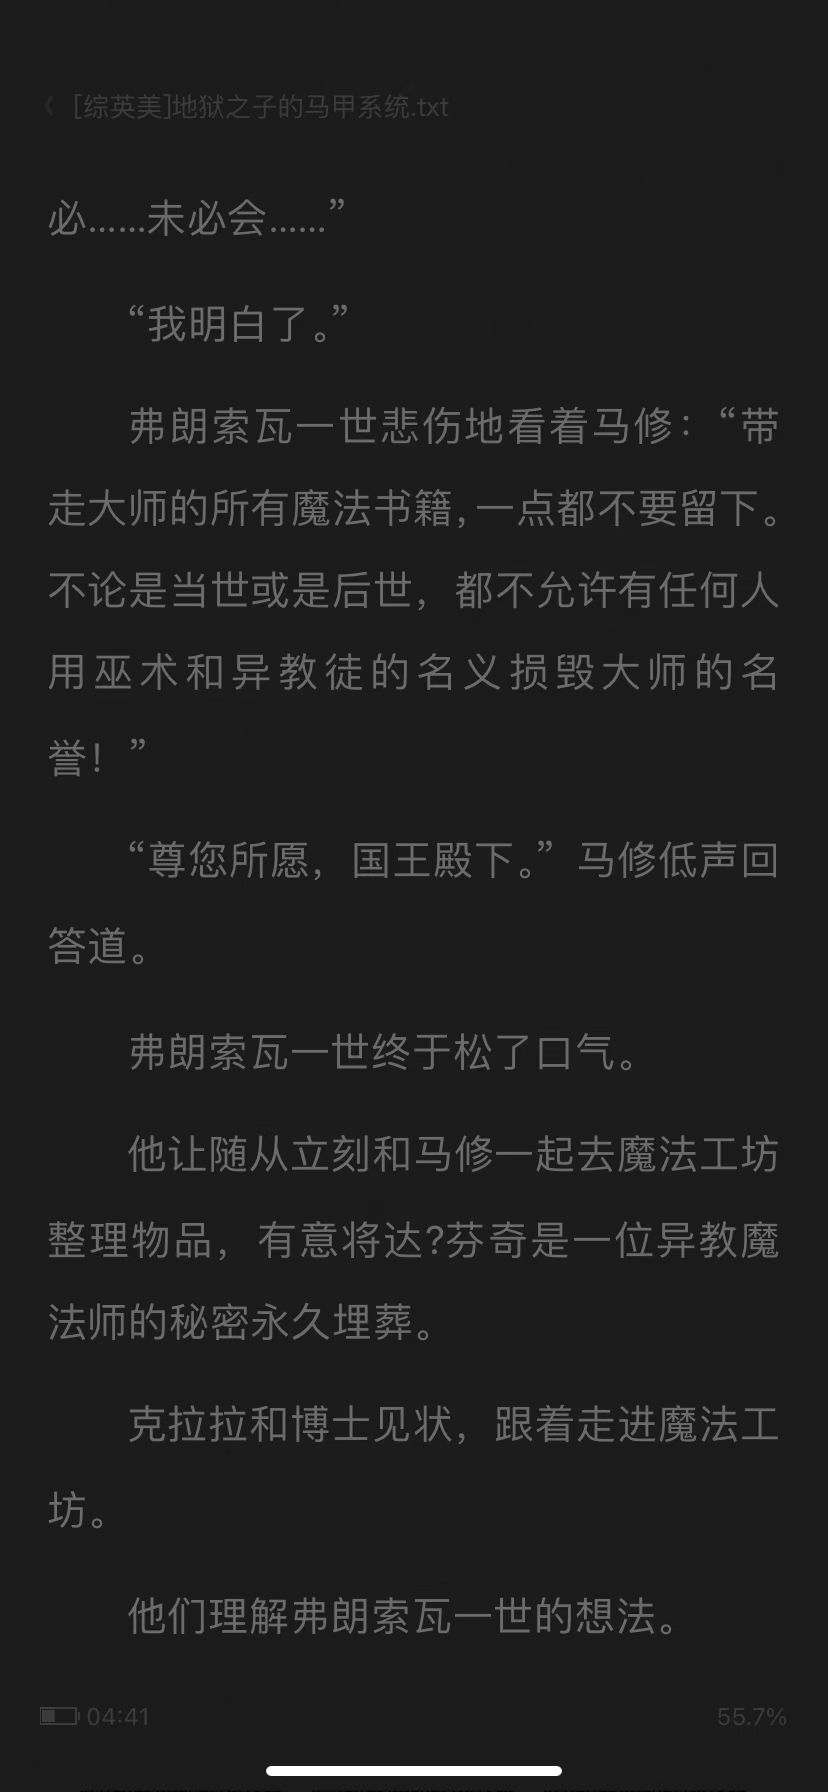 《 [综英美]地狱之子的马甲系统.txt
必……未必会……”
“我明白了。”
弗朗索瓦一世悲伤地看着马修：“带
走大师的所有魔法书籍，一点都不要留下。
不论是当世或是后世，都不允许有任何人
用巫术和异教徒的名义损毁大师的名
誉！”
“尊您所愿，国王殿下。”马修低声回
答道。
弗朗索瓦一世终于松了口气。
他让随从立刻和马修一起去魔法工坊
整理物品，有意将达?芬奇是一位异教魔
法师的秘密永久埋葬。
克拉拉和博士见状，跟着走进魔法工
坊。
他们理解弗朗索瓦一世的想法。
04:41
55.7%